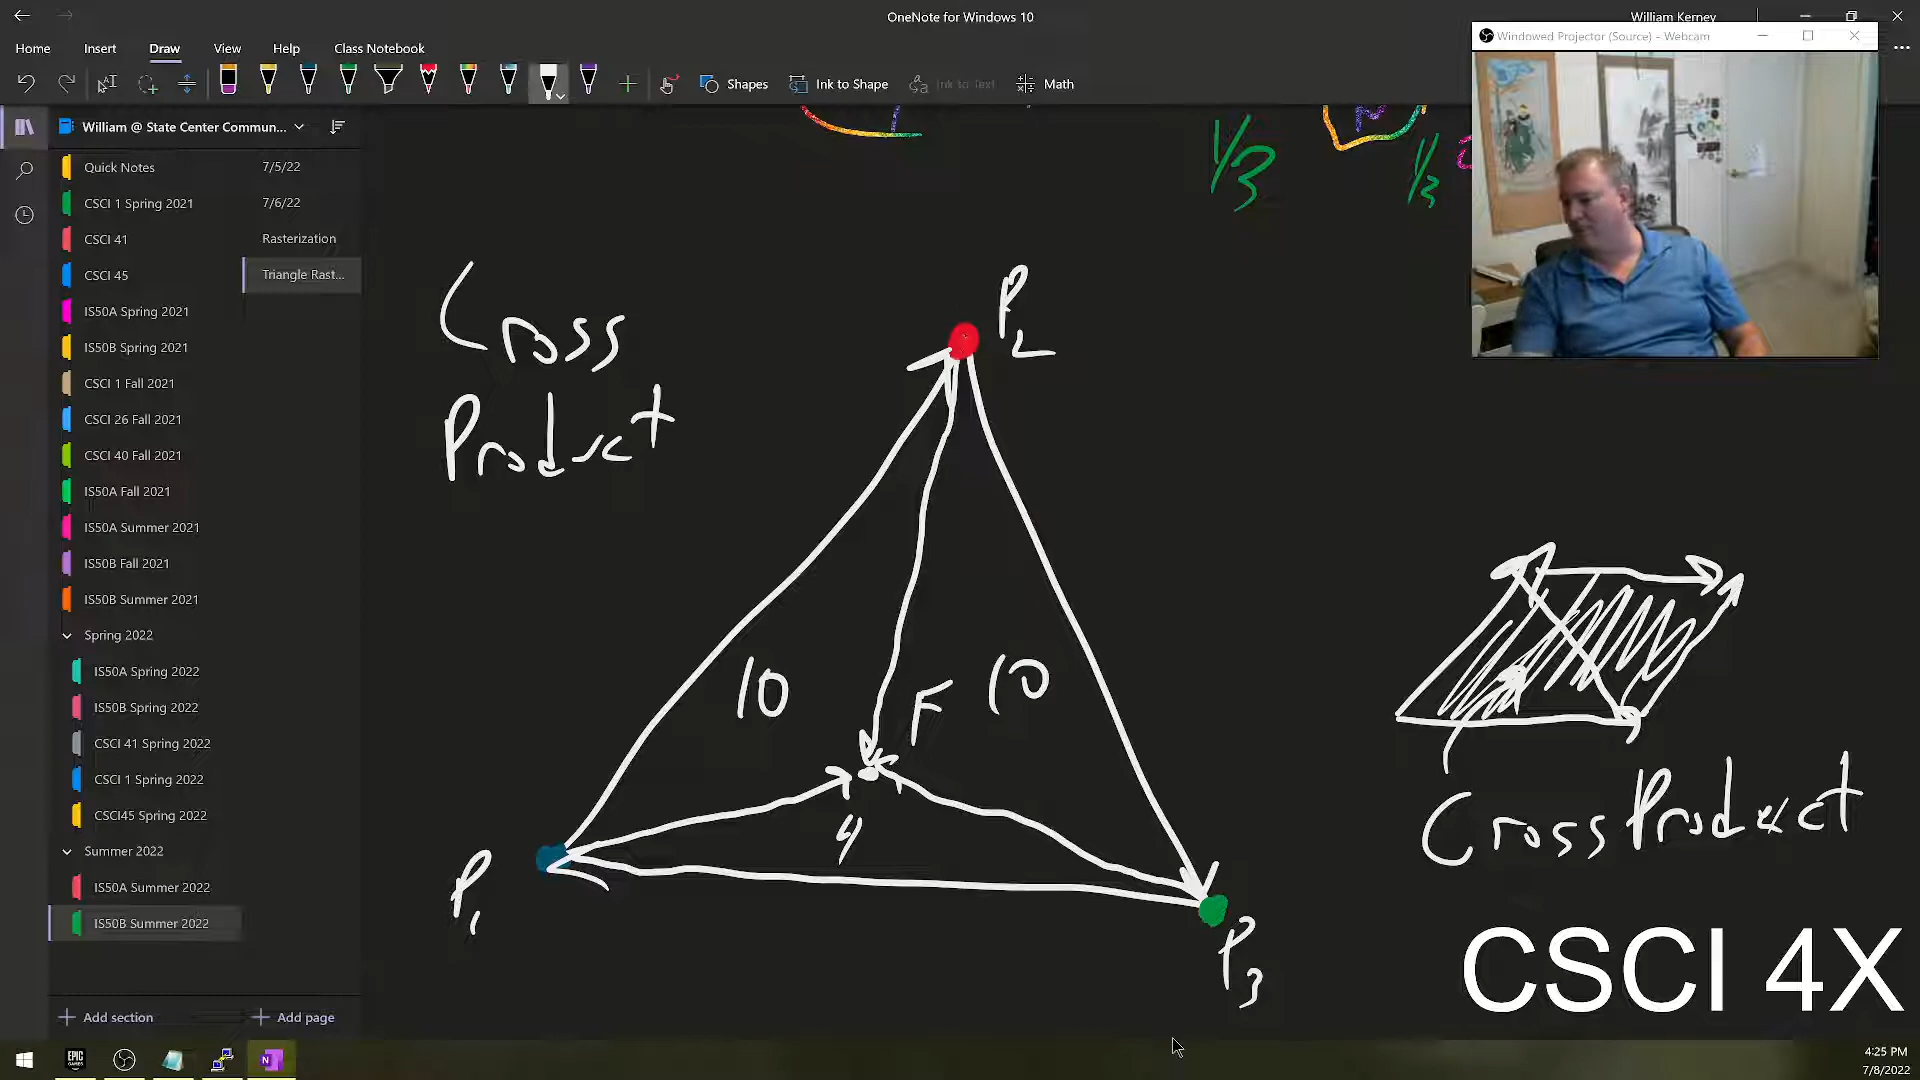 OneNote for Windows 10
William Kerney
Windowed Projector (Source) - Webcam
Home Insert Draw View Help Class Notebook
Shapes Ink to Shape Ink to Text Math
William @ State Center Commun...
Quick Notes
CSCI 1 Spring 2021
CSCI 41
CSCI 45
IS50A Spring 2021
IS50B Spring 2021
CSCI 1 Fall 2021
CSCI 26 Fall 2021
CSCI 40 Fall 2021
IS50A Fall 2021
IS50A Summer 2021
IS50B Fall 2021
IS50B Summer 2021
Spring 2022
IS50A Spring 2022
IS50B Spring 2022
CSCI 41 Spring 2022
CSCI 1 Spring 2022
CSCI45 Spring 2022
Summer 2022
IS50A Summer 2022
IS50B Summer 2022
Add section
7/5/22
7/6/22
Rasterization
Triangle Rast...
Add page
1/3
1/3
Cross
Product
P2
10
F
10
4
P1
P3
Cross Product
CSCI 4X
EPIC
GAMES
N
4:25 PM
7/8/2022